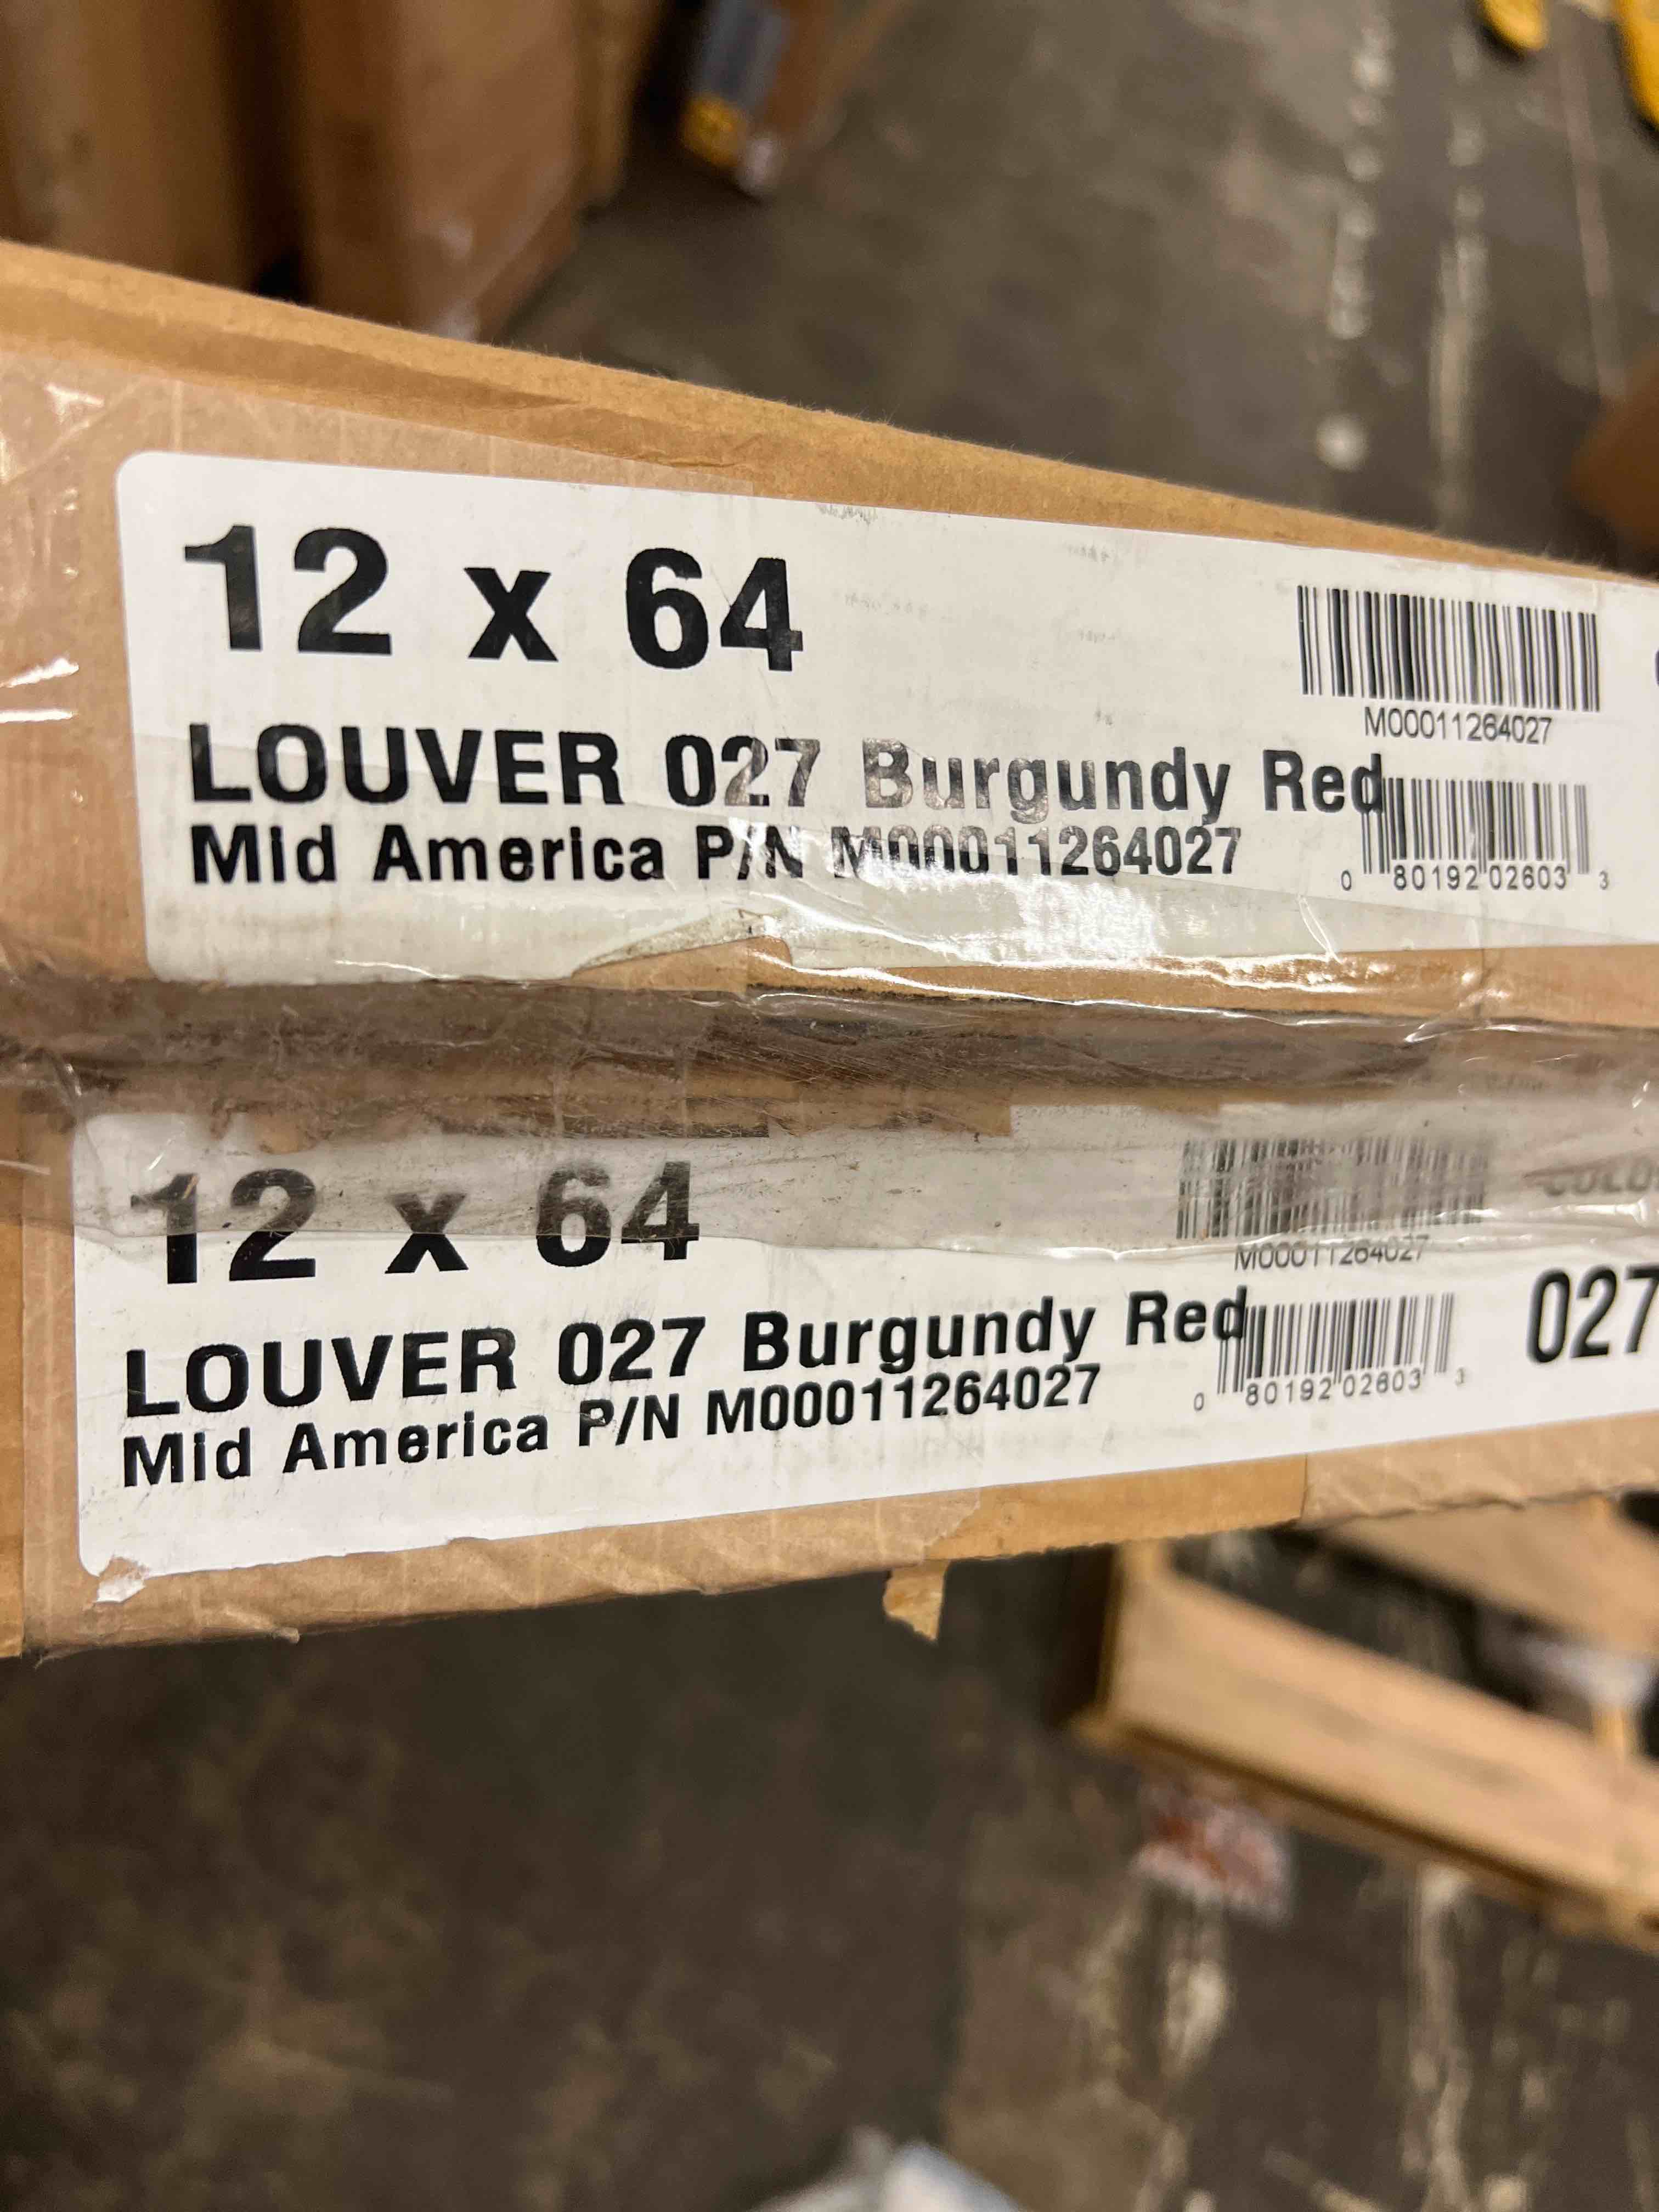 12 x 64
M00011264027
LOUVER 027 Burgundy Red
Mid America P/N M00011264027
0 80192 02603 3
12 x 64
M00011264027
LOUVER 027 Burgundy Red
027
Mid America P/N M00011264027
0 80192 02603 3